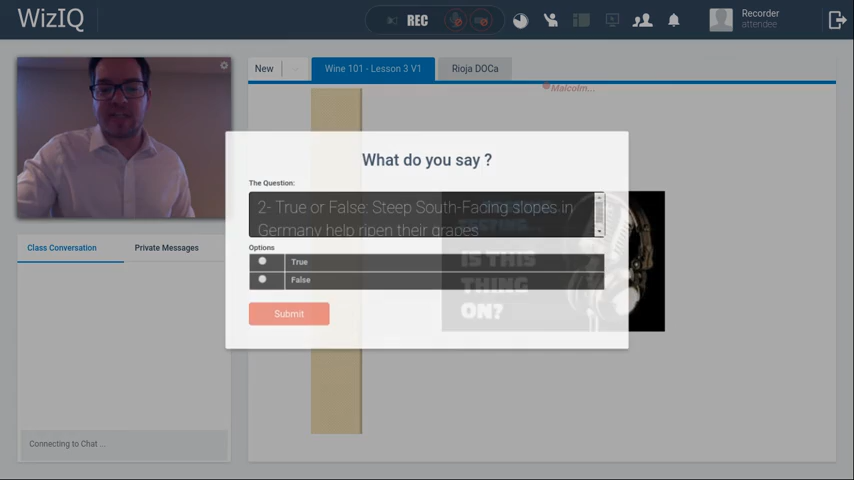 WizIQ
REC
Recorder
attendee
New
Wine 101 - Lesson 3 V1
Rioja DOCa
Malcolm...
What do you say ?
The Question:
2- True or False: Steep South-Facing slopes in
Germany help ripen their grapes
Options
True
False
Submit
IS THIS
THING
ON?
Class Conversation
Private Messages
Connecting to Chat ...